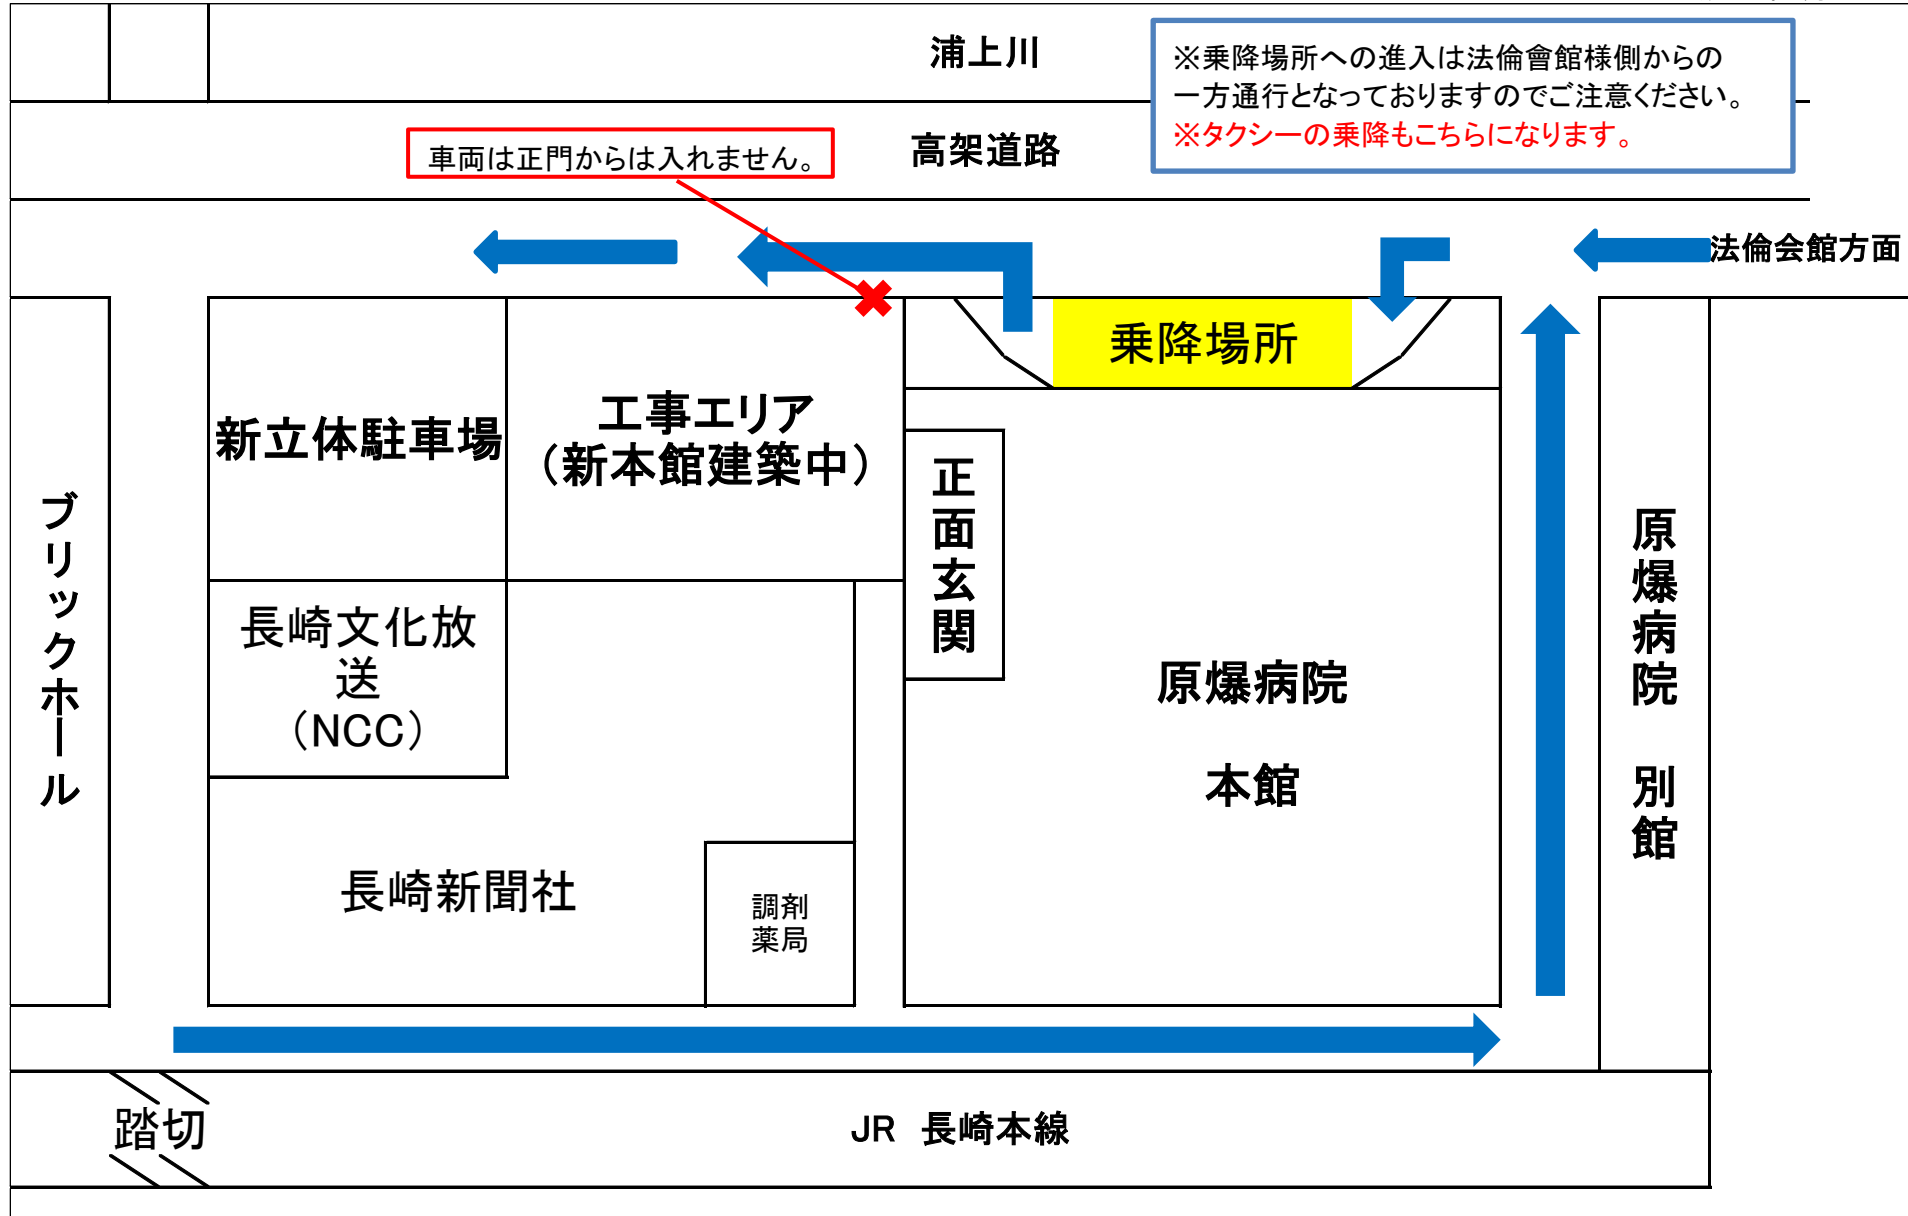 浦上川
※乗降場所への進入は法倫會館様側からの
一方通行となっておりますのでご注意ください。
※タクシーの乗降もこちらになります。
高架道路
車両は正門からは入れません。
法倫会館方面
乗降場所
新立体駐車場
工事エリア
（新本館建築中）
正面玄関
ブリックホール
原爆病院　別館
長崎文化放
送
（NCC）
原爆病院
本館
長崎新聞社
調剤
薬局
踏切
JR　長崎本線